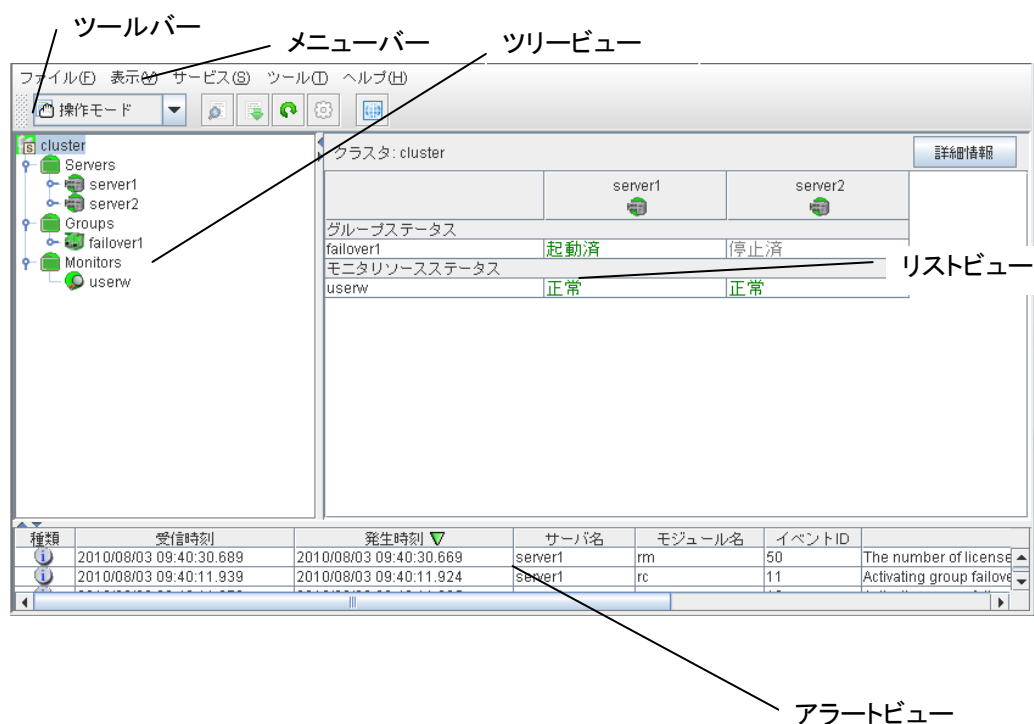 ツールバー
メニューバー
ツリービュー
ファイル(F) 表示(V) サービス(S) ツール(T) ヘルプ(H)
操作モード
cluster
Servers
server1
server2
Groups
failover1
Monitors
userw
クラスタ: cluster
詳細情報
server1 server2
グループステータス
failover1 起動済 停止済
モニタリソースステータス
userw 正常 正常
リストビュー
種類 受信時刻 発生時刻 サーバ名 モジュール名 イベントID
2010/08/03 09:40:30.689 2010/08/03 09:40:30.669 server1 rm 50 The number of license
2010/08/03 09:40:11.939 2010/08/03 09:40:11.924 server1 rc 11 Activating group failove
アラートビュー